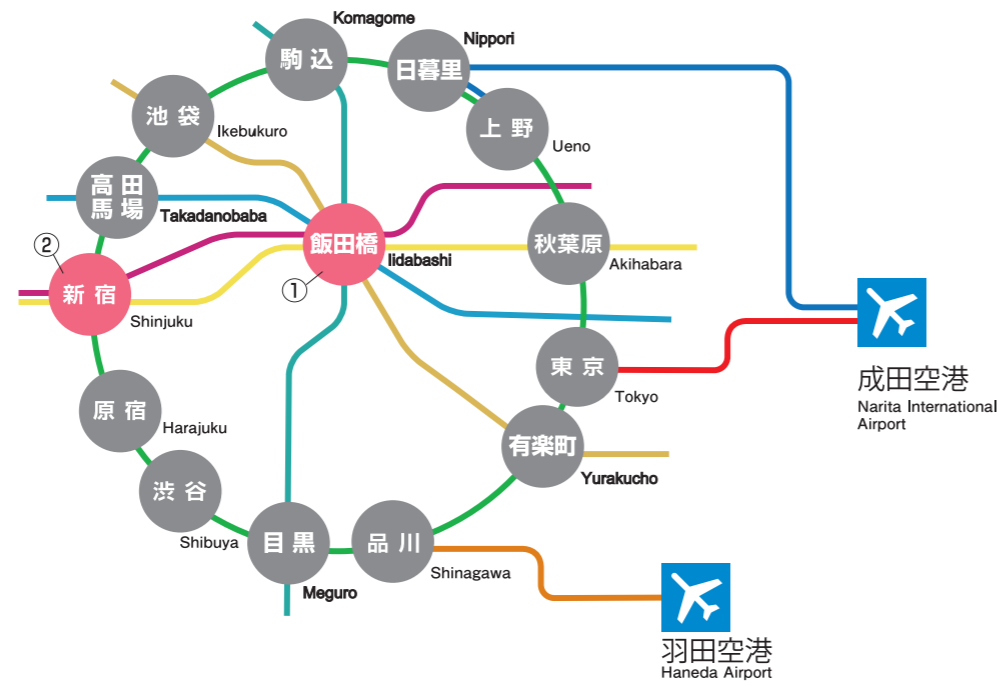 Komagome
駒込
Nippori
日暮里
池袋
Ikebukuro
上野
Ueno
高田
馬場
Takadanobaba
②
新宿
Shinjuku
飯田橋
Iidabashi
①
秋葉原
Akihabara
東京
Tokyo
成田空港
Narita International
Airport
原宿
Harajuku
有楽町
Yurakucho
渋谷
Shibuya
目黒
Meguro
品川
Shinagawa
羽田空港
Haneda Airport